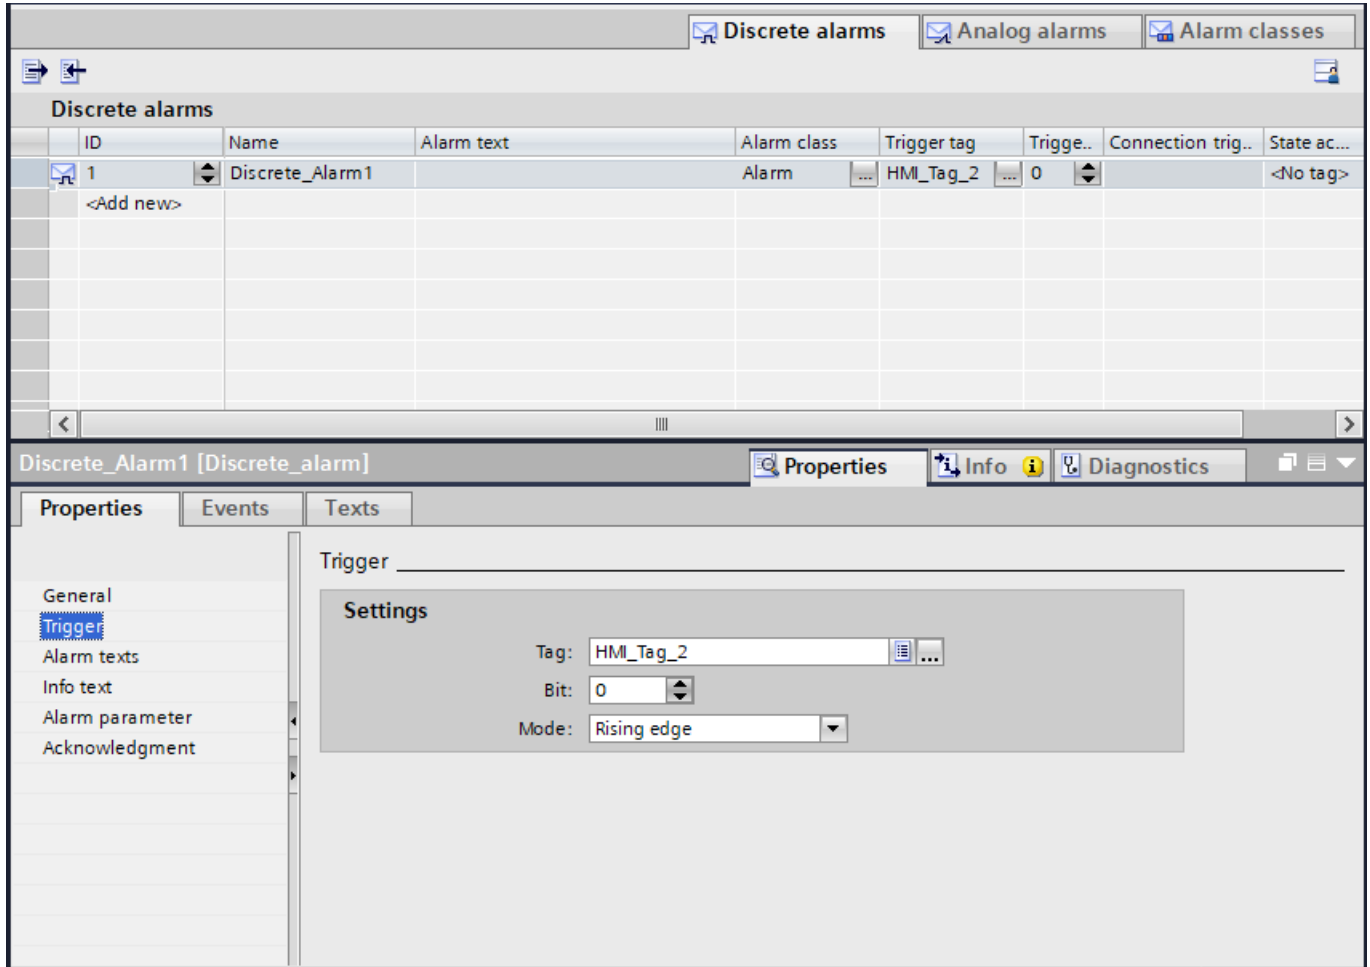 Discrete alarms Analog alarms Alarm classes
Discrete alarms
ID Name Alarm text Alarm class Trigger tag Trigge.. Connection trig.. State ac...
1 Discrete_Alarm1 Alarm ... HMI_Tag_2 ... 0 <No tag>
<Add new>
Discrete_Alarm1 [Discrete_alarm] Properties Info Diagnostics
Properties Events Texts
Trigger
General
Trigger
Alarm texts
Info text
Alarm parameter
Acknowledgment
Settings
Tag: HMI_Tag_2 ...
Bit: 0
Mode: Rising edge